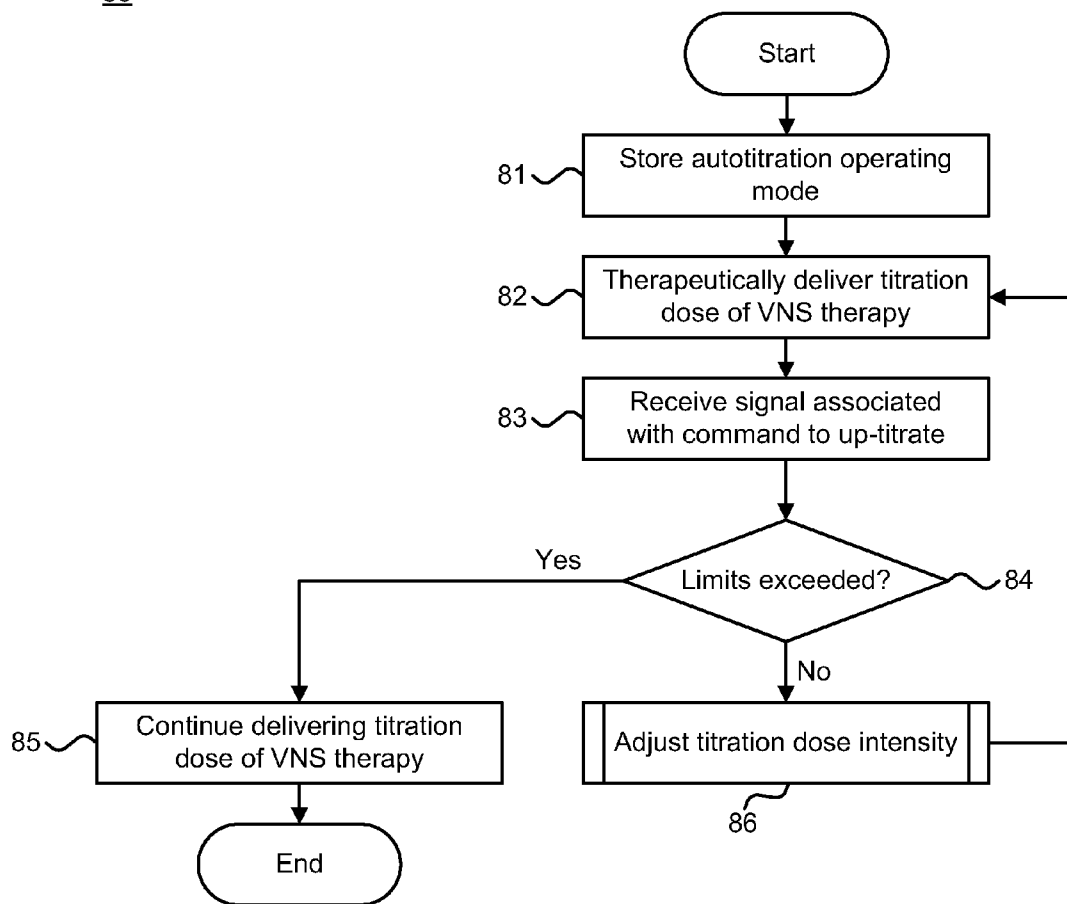 Start
81
Store autotitration operating
mode
82
Therapeutically deliver titration
dose of VNS therapy
83
Receive signal associated
with command to up-titrate
Yes
Limits exceeded?
84
No
85
Continue delivering titration
dose of VNS therapy
Adjust titration dose intensity
86
End